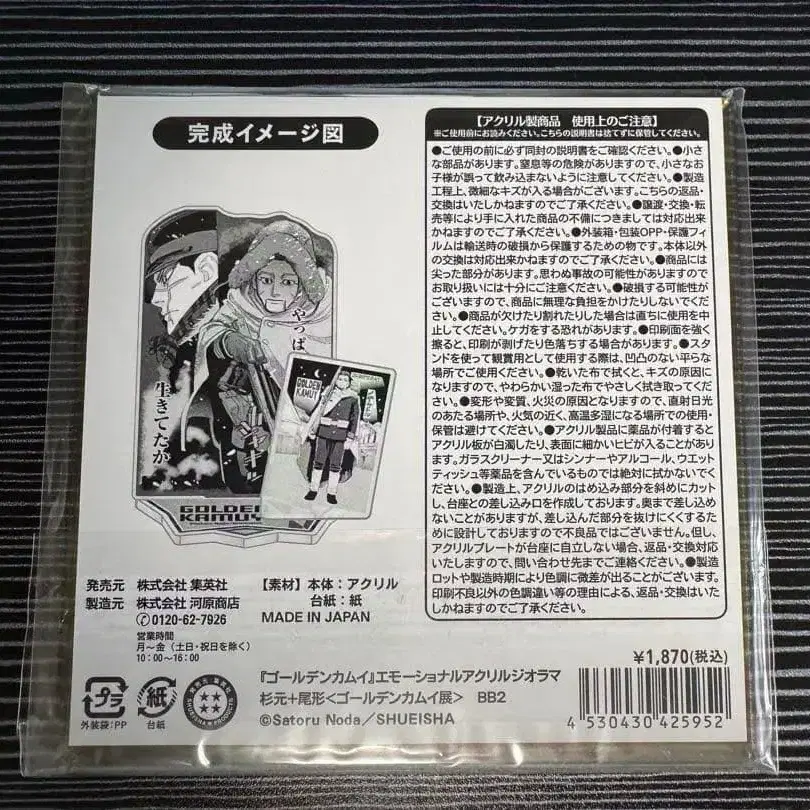 完成イメージ図
やっぱ
生きてたか
ジャキッ
GOLDEN
KAMUY
GOLDEN
KAMUY
発売元 株式会社 集英社
製造元 株式会社 河原商店
0120-62-7926
営業時間
月〜金(土日・祝日を除く)
10:00〜16:00
【素材】本体:アクリル
台紙:紙
MADE IN JAPAN
プラ
外装袋:PP
紙
台紙
SHUEISHA PRODUCTS
【アクリル製商品 使用上のご注意】
※ご使用前にお読みください。こちらの説明書は捨てずに保管してください。
●ご使用の前に必ず同封の説明書をご確認ください。●小さ
な部品があります。窒息等の危険がありますので、小さなお
子様が誤って飲み込まないように注意してください。●製造
工程上、微細なキズが入る場合がございます。こちらの返品・
交換はいたしかねますのでご了承ください。●譲渡・交換・転
売等により手に入れた商品の不備につきましては対応出来
かねますのでご了承ください。●外装箱・包装OPP・保護フィ
ルムは輸送時の破損から保護するための物です。本体以外
の交換は対応出来かねますのでご了承ください。●商品には
尖った部分があります。思わぬ事故の可能性がありますので
お取り扱いには十分にご注意ください。●破損する可能性が
ございますので、商品に無理な負担をかけたりしないでくだ
さい。●商品が欠けたり割れたりした場合は直ちに使用を中
止してください。ケガをする恐れがあります。●印刷面を強く
擦ると、印刷が剥げたり色落ちする場合があります。●スタ
ンドを使って観賞用として使用する際は、凹凸のない平らな
場所でご使用ください。●乾いた布で拭くと、キズの原因に
なりますので、やわらかい湿った布でやさしく拭き取ってくだ
さい。●変形や変質、火災の原因となりますので、直射日光
のあたる場所や、火気の近く、高温多湿になる場所での使用・
保管は避けてください。●アクリル製品に薬品が付着すると
アクリル板が白濁したり、表面に細かいヒビが入ることがあ
ります。ガラスクリーナー又はシンナーやアルコール、ウエット
ティッシュ等薬品を含んでいるものでは絶対に拭かないでく
ださい。●製造上、アクリルのはめ込み部分を斜めにカット
し、台座との差し込み口を作成しております。奥まで差し込め
ないことがありますが、差し込んだ部分を抜けにくくするため
に設計しておりますので不良品ではございません。但し、
アクリルプレートが台座に自立しない場合、返品・交換対応
いたしますので、問い合わせ先までご連絡ください。●製造
ロットや製造時期により色調に微差が出ることがございます。
印刷不良以外の色調違い等の理由による、返品・交換はいた
しかねますのでご了承ください。
¥1,870(税込)
『ゴールデンカムイ』エモーショナルアクリルジオラマ
杉元+尾形<ゴールデンカムイ展> BB2
©Satoru Noda/SHUEISHA
4 530430 425952